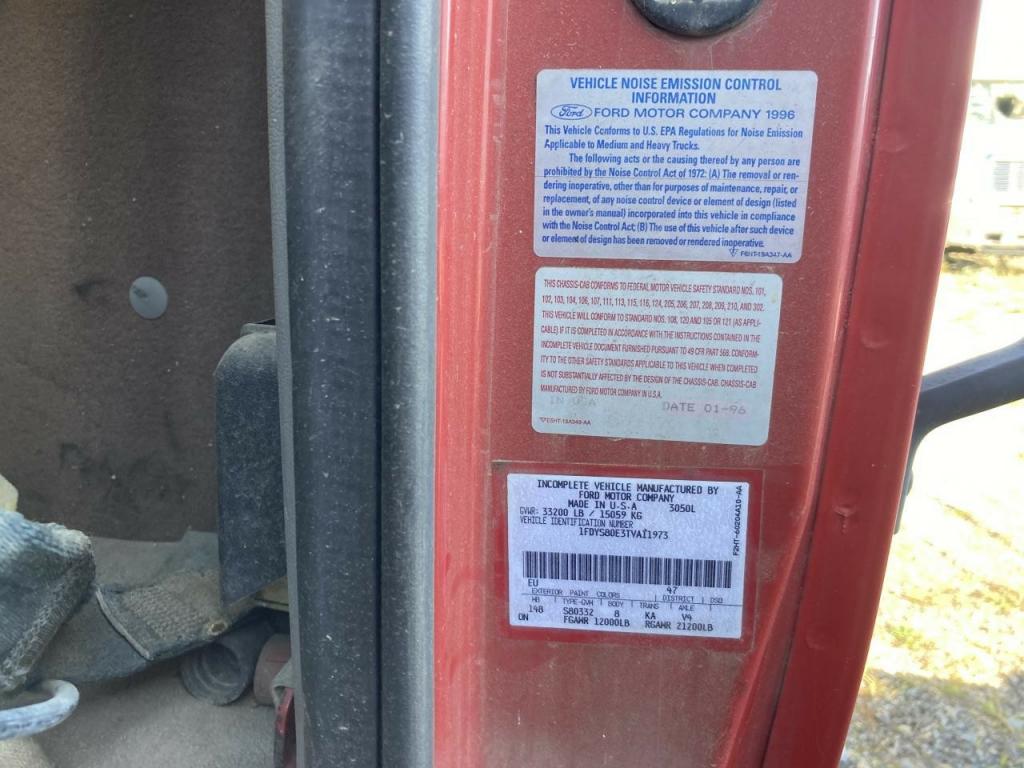 VEHICLE NOISE EMISSION CONTROL
INFORMATION
Ford FORD MOTOR COMPANY 1996
This Vehicle Conforms to U.S. EPA Regulations for Noise Emission
Applicable to Medium and Heavy Trucks.
The following acts or the causing thereof by any person are
prohibited by the Noise Control Act of 1972: (A) The removal or ren-
dering inoperative, other than for purposes of maintenance, repair, or
replacement, of any noise control device or element of design (listed
in the owner's manual) incorporated into this vehicle in compliance
with the Noise Control Act; (B) The use of this vehicle after such device
or element of design has been removed or rendered inoperative.
F6HT-19A347-AA
THIS CHASSIS-CAB CONFORMS TO FEDERAL MOTOR VEHICLE SAFETY STANDARD NOS. 101,
102, 103, 104, 106, 107, 111, 113, 115, 116, 124, 205, 206, 207, 208, 209, 210, AND 302.
THIS VEHICLE WILL CONFORM TO STANDARD NOS. 108, 120 AND 105 OR 121 (AS APPLI-
CABLE) IF IT IS COMPLETED IN ACCORDANCE WITH THE INSTRUCTIONS CONTAINED IN THE
INCOMPLETE VEHICLE DOCUMENT FURNISHED PURSUANT TO 49 CFR PART 568. CONFORM-
ITY TO THE OTHER SAFETY STANDARDS APPLICABLE TO THIS VEHICLE WHEN COMPLETED
IS NOT SUBSTANTIALLY AFFECTED BY THE DESIGN OF THE CHASSIS-CAB. CHASSIS-CAB
MANUFACTURED BY FORD MOTOR COMPANY IN U.S.A.
IN USA DATE 01-96
INCOMPLETE VEHICLE MANUFACTURED BY
FORD MOTOR COMPANY
MADE IN U.S.A 3050L
GVWR: 33200 LB / 15059 KG
VEHICLE IDENTIFICATION NUMBER
1FDYS80E3TVA11973
F2HT-60204A10-AA
EU 47
EXTERIOR PAINT COLORS DISTRICT DSO
WB TYPE-GVW BODY TRANS AXLE
148 S80332 8 KA V4
ON FGAWR 12000LB RGAWR 21200LB